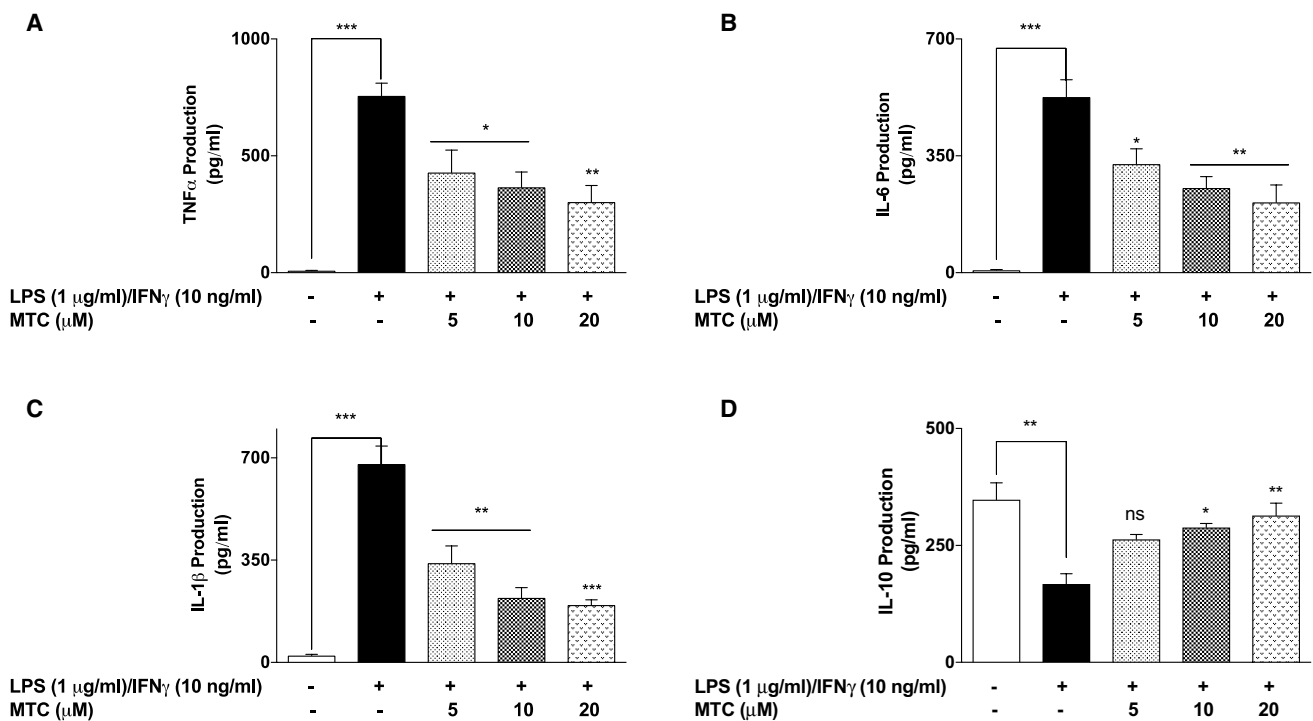 A
***
1000
500
0
TNFα Production
(pg/ml)
*
**
LPS (1 μg/ml)/IFNγ (10 ng/ml) - + + + +
MTC (μM) - - 5 10 20
B
***
700
350
0
IL-6 Production
(pg/ml)
*
**
LPS (1 μg/ml)/IFNγ (10 ng/ml) - + + + +
MTC (μM) - - 5 10 20
C
***
700
350
0
IL-1β Production
(pg/ml)
**
***
LPS (1 μg/ml)/IFNγ (10 ng/ml) - + + + +
MTC (μM) - - 5 10 20
D
**
500
250
0
IL-10 Production
(pg/ml)
ns
*
**
LPS (1 μg/ml)/IFNγ (10 ng/ml) - + + + +
MTC (μM) - - 5 10 20